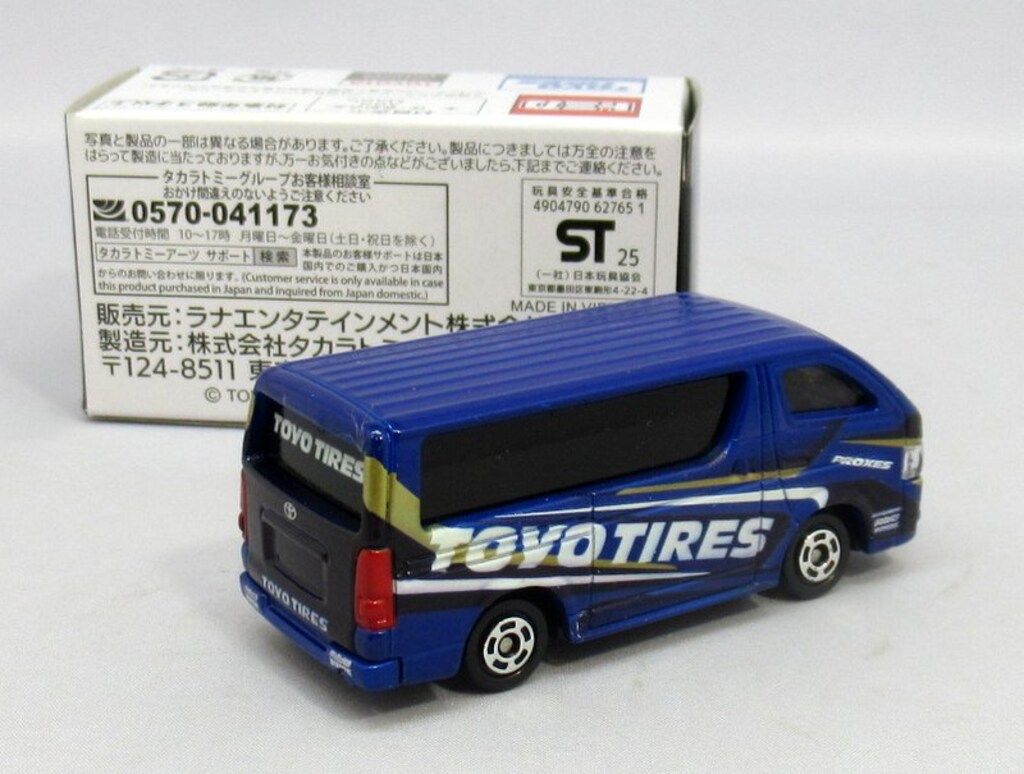 写真と製品の一部は異なる場合があります。ご了承ください。製品につきましては万全の注意を
はらって製造に当たっておりますが、万一お気付きの点などがございましたら、下記までご連絡ください。
タカラトミーグループお客様相談室
おかけ間違えのないようご注意ください
0570-041173
電話受付時間 10〜17時 月曜日〜金曜日(土日・祝日を除く)
タカラトミーアーツ サポート 検索 本製品のお客様サポートは日本
国内でのご購入かつ日本国内
からのお問い合わせに限ります。(Customer service is only available in case
this product purchased in Japan and inquired from Japan domestic.)
玩具安全基準合格
4904790 62765 1
ST 25
(一社)日本玩具協会
東京都墨田区東駒形4-22-4
MADE IN
販売元:ラナエンタテインメント株式
製造元:株式会社タカラト
〒124-8511 東
© TO
TOYO TIRES
TOYO TIRES
TOYO TIRES
PROXES